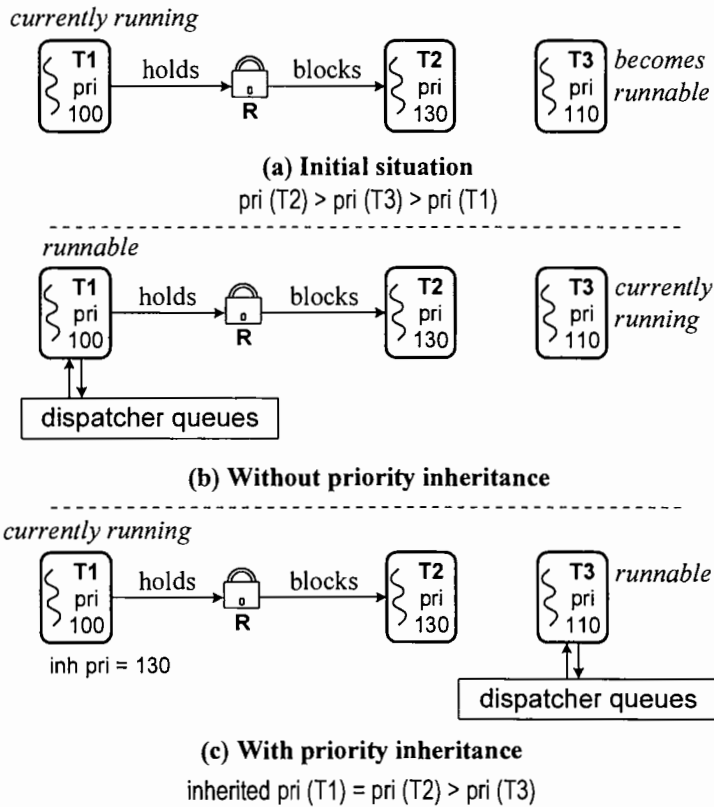 currently running
T1 pri 100
holds
R
blocks
T2 pri 130
T3 pri 110
becomes runnable
(a) Initial situation
pri (T2) > pri (T3) > pri (T1)
runnable
T1 pri 100
holds
R
blocks
T2 pri 130
T3 pri 110
currently running
dispatcher queues
(b) Without priority inheritance
currently running
T1 pri 100
holds
R
blocks
T2 pri 130
T3 pri 110
runnable
inh pri = 130
dispatcher queues
(c) With priority inheritance
inherited pri (T1) = pri (T2) > pri (T3)